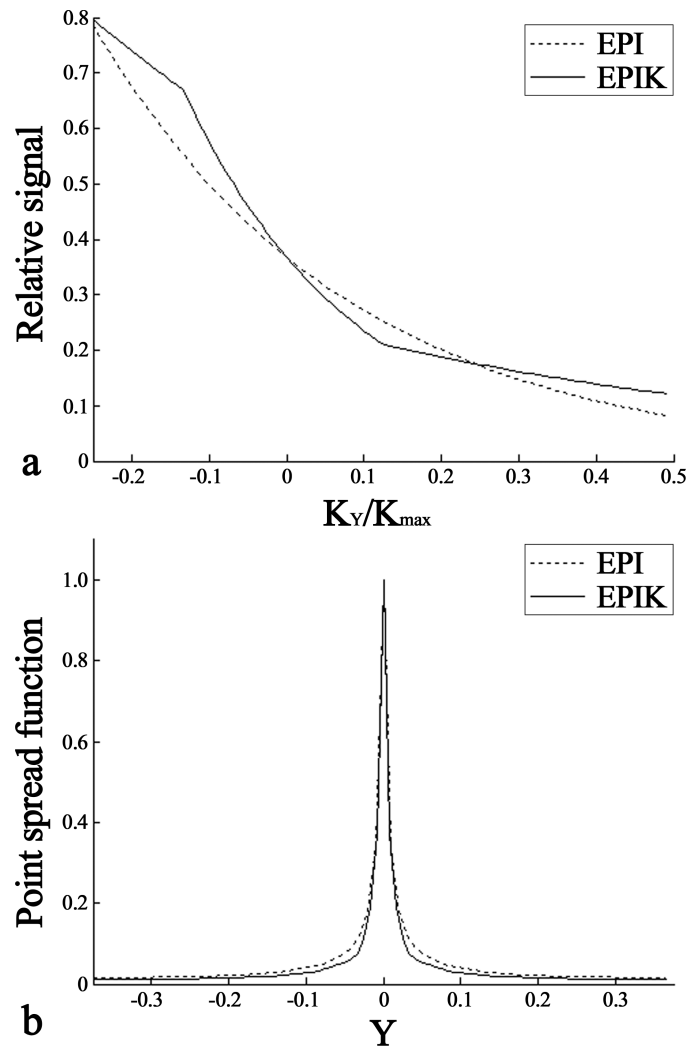 0.8
0.7
0.6
0.5
0.4
0.3
0.2
0.1
0
Relative signal
EPI
EPIK
-0.2 -0.1 0 0.1 0.2 0.3 0.4 0.5
a
KY/Kmax
1.0
0.8
0.6
0.4
0.2
0
Point spread function
EPI
EPIK
-0.3 -0.2 -0.1 0 0.1 0.2 0.3
b
Y